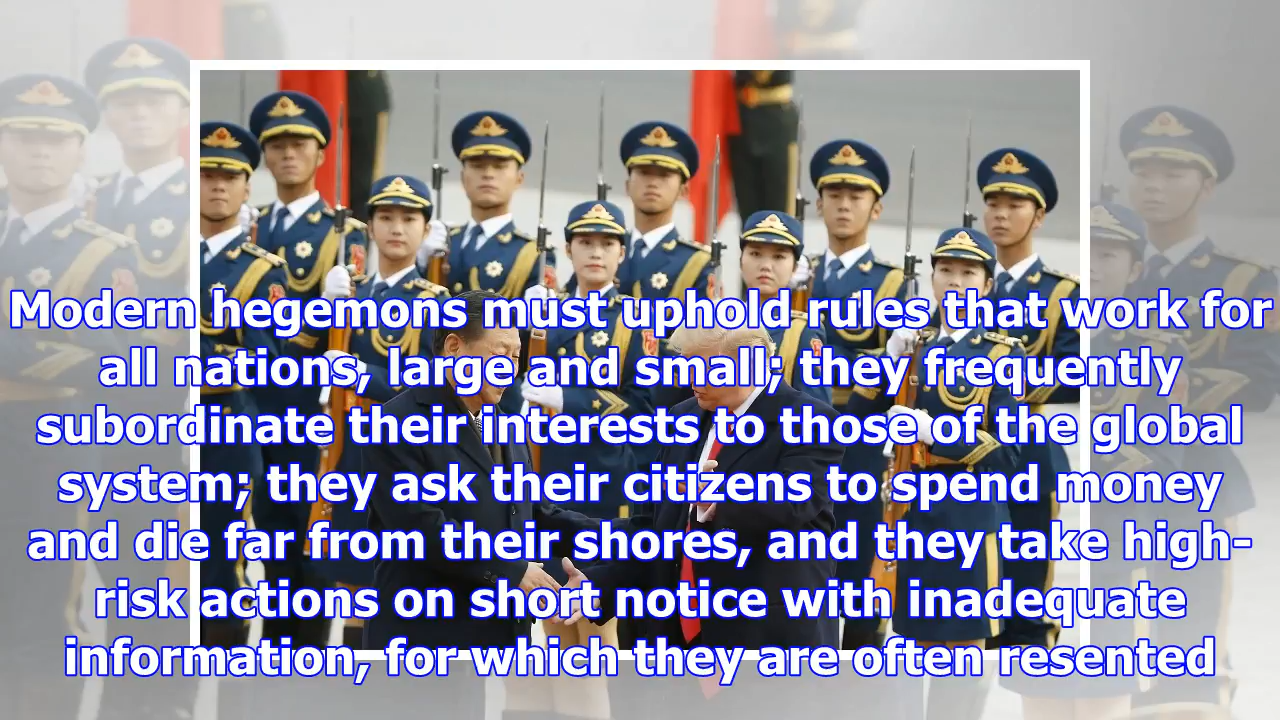 Modern hegemons must uphold rules that work for
all nations, large and small; they frequently
subordinate their interests to those of the global
system; they ask their citizens to spend money
and die far from their shores, and they take high-
risk actions on short notice with inadequate
information, for which they are often resented